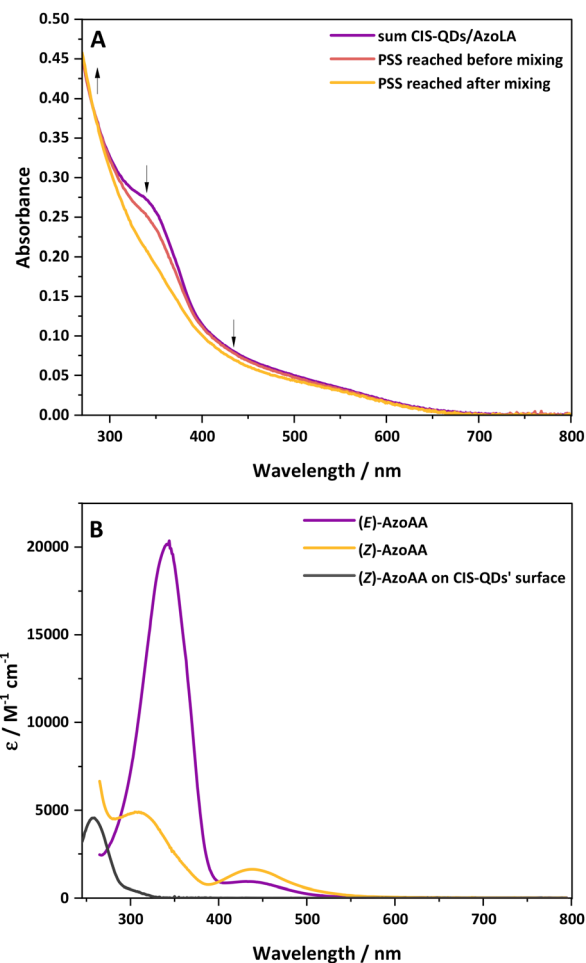 A
sum CIS-QDs/AzoLA
PSS reached before mixing
PSS reached after mixing
0.50
0.45
0.40
0.35
0.30
0.25
0.20
0.15
0.10
0.05
0.00
Absorbance
300 400 500 600 700 800
Wavelength / nm
B
(E)-AzoAA
(Z)-AzoAA
(Z)-AzoAA on CIS-QDs' surface
20000
15000
10000
5000
0
ε / M⁻¹ cm⁻¹
300 400 500 600 700 800
Wavelength / nm